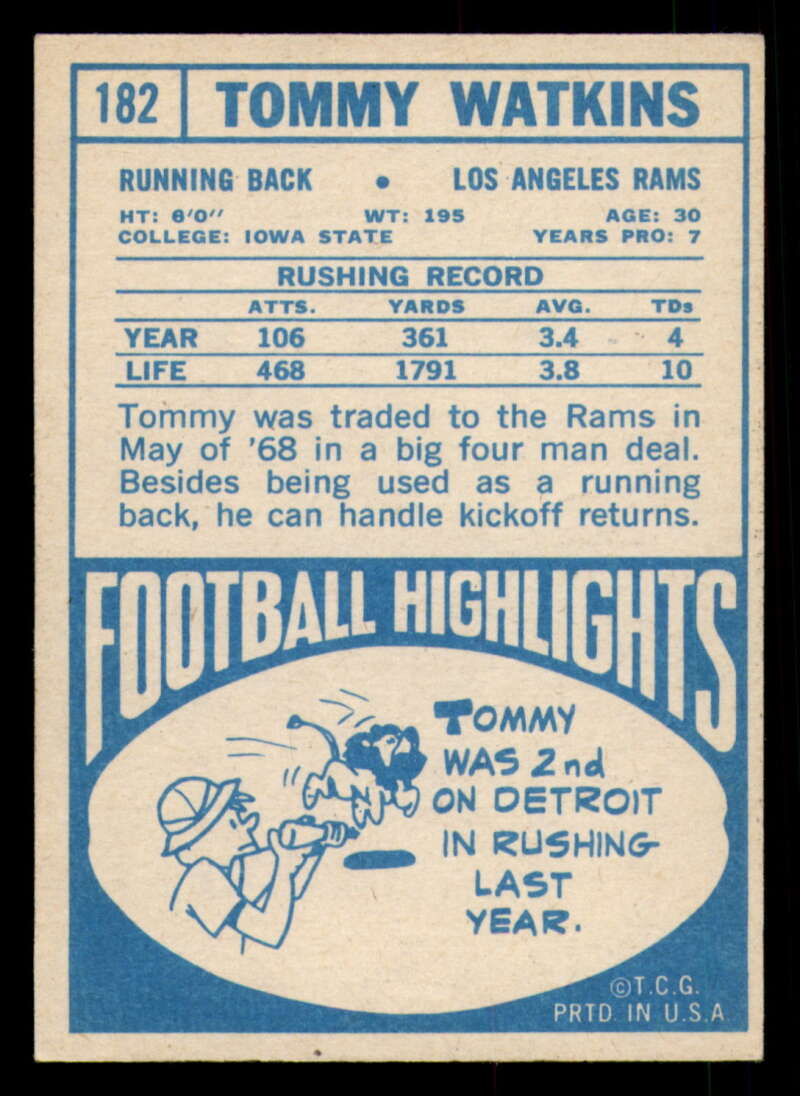 182 TOMMY WATKINS
RUNNING BACK • LOS ANGELES RAMS
HT: 6'0" WT: 195 AGE: 30
COLLEGE: IOWA STATE YEARS PRO: 7
RUSHING RECORD
ATTS. YARDS AVG. TDs
YEAR 106 361 3.4 4
LIFE 468 1791 3.8 10
Tommy was traded to the Rams in
May of '68 in a big four man deal.
Besides being used as a running
back, he can handle kickoff returns.
FOOTBALL HIGHLIGHTS
TOMMY
WAS 2nd
ON DETROIT
IN RUSHING
LAST
YEAR.
©T.C.G.
PRTD IN U.S.A